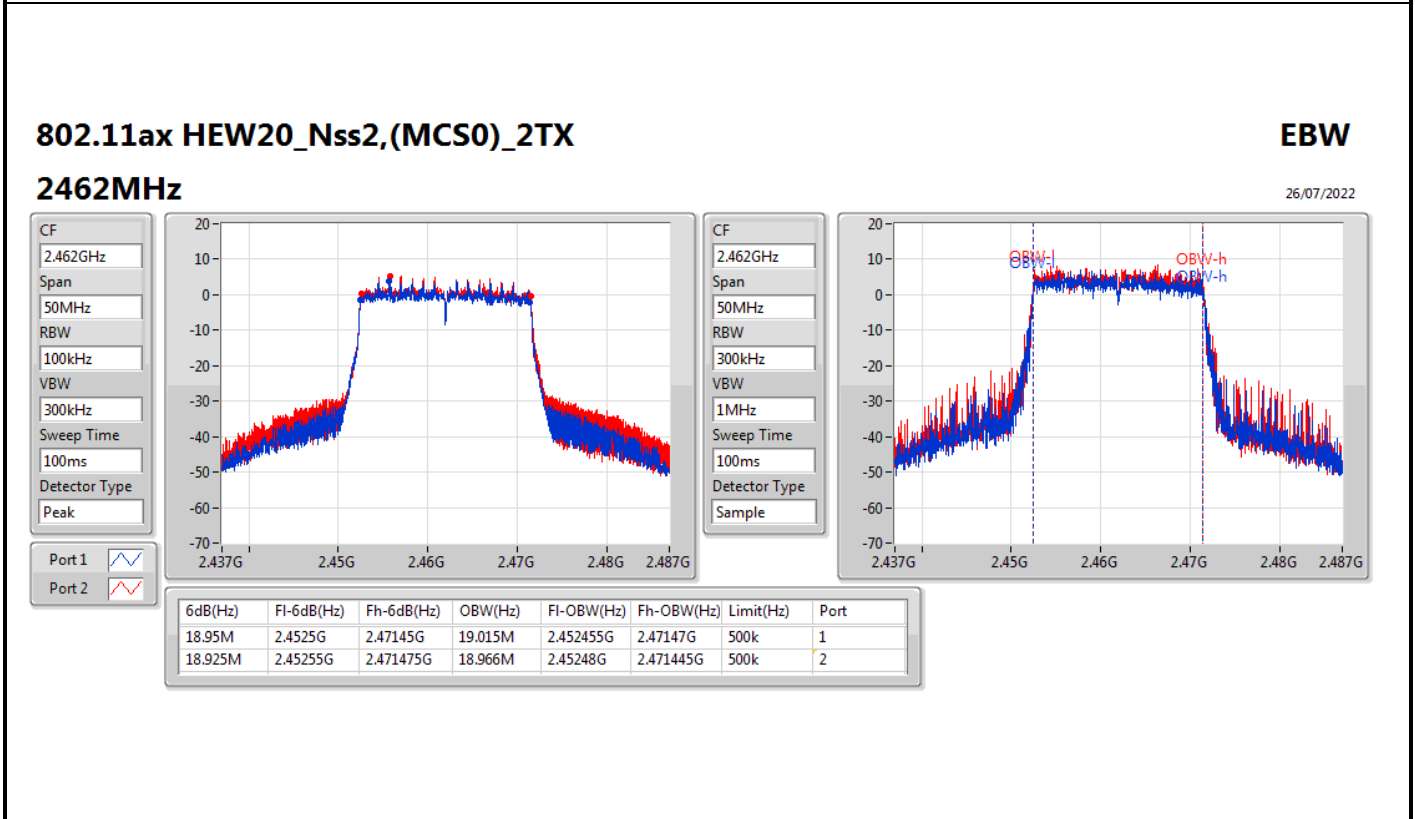 802.11ax HEW20_Nss2,(MCS0)_2TX EBW
2462MHz 26/07/2022
CF
2.462GHz
Span
50MHz
RBW
100kHz
VBW
300kHz
Sweep Time
100ms
Detector Type
Peak
Port 1
Port 2
20
10
0
-10
-20
-30
-40
-50
-60
-70
2.437G 2.45G 2.46G 2.47G 2.48G 2.487G
CF
2.462GHz
Span
50MHz
RBW
300kHz
VBW
1MHz
Sweep Time
100ms
Detector Type
Sample
20
10
0
-10
-20
-30
-40
-50
-60
-70
OBW-l OBW-h
OBW-l OBW-h
2.437G 2.45G 2.46G 2.47G 2.48G 2.487G
6dB(Hz) Fl-6dB(Hz) Fh-6dB(Hz) OBW(Hz) Fl-OBW(Hz) Fh-OBW(Hz) Limit(Hz) Port
18.95M 2.4525G 2.47145G 19.015M 2.452455G 2.47147G 500k 1
18.925M 2.45255G 2.471475G 18.966M 2.45248G 2.471445G 500k 2